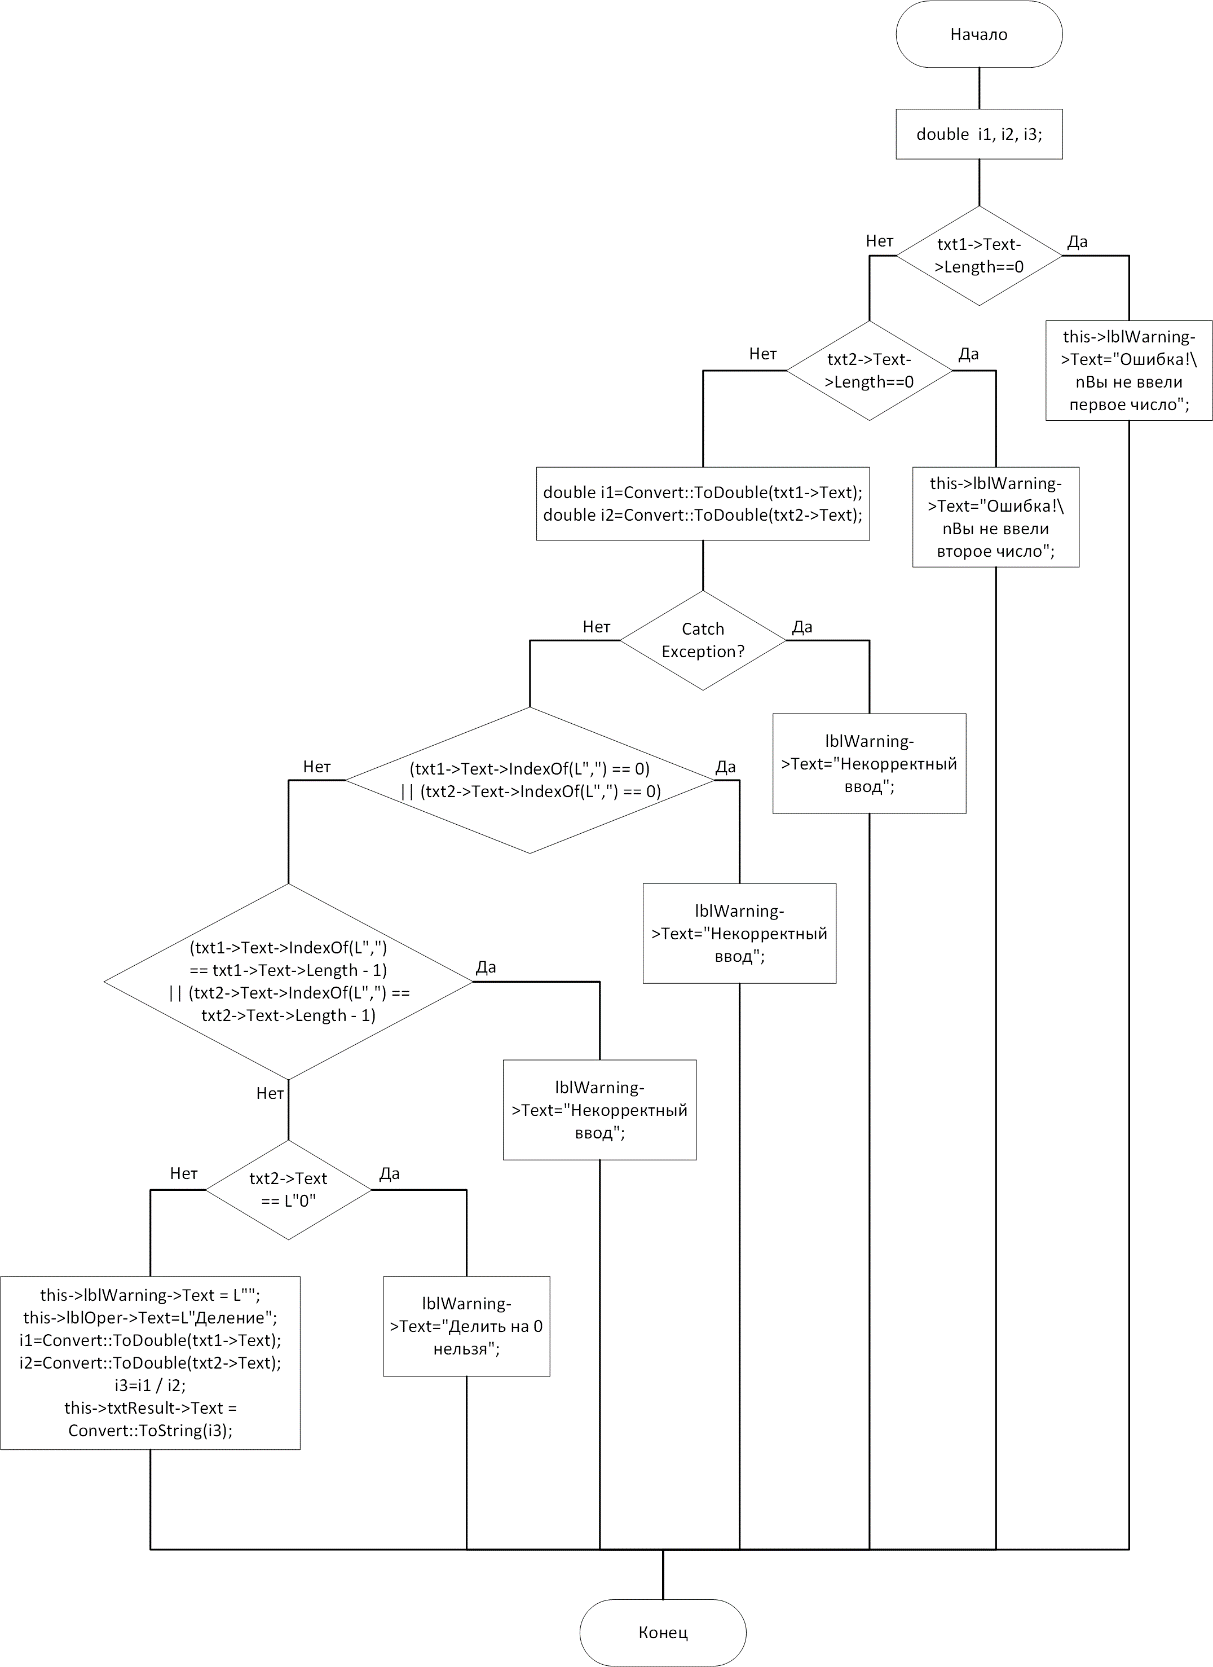 Начало
double  i1, i2, i3;
Нет
txt1->Text-
>Length==0
Да
this->lblWarning-
>Text="Ошибка!\
nВы не ввели
первое число";
Нет
txt2->Text-
>Length==0
Да
double i1=Convert::ToDouble(txt1->Text);
double i2=Convert::ToDouble(txt2->Text);
this->lblWarning-
>Text="Ошибка!\
nВы не ввели
второе число";
Нет
Catch
Exception?
Да
lblWarning-
>Text="Некорректный
ввод";
Нет
(txt1->Text->IndexOf(L",") == 0)
|| (txt2->Text->IndexOf(L",") == 0)
Да
lblWarning-
>Text="Некорректный
ввод";
(txt1->Text->IndexOf(L",")
== txt1->Text->Length - 1)
|| (txt2->Text->IndexOf(L",") ==
txt2->Text->Length - 1)
Да
Нет
lblWarning-
>Text="Некорректный
ввод";
Нет
txt2->Text
== L"0"
Да
this->lblWarning->Text = L"";
this->lblOper->Text=L"Деление";
i1=Convert::ToDouble(txt1->Text);
i2=Convert::ToDouble(txt2->Text);
i3=i1 / i2;
this->txtResult->Text =
Convert::ToString(i3);
lblWarning-
>Text="Делить на 0
нельзя";
Конец